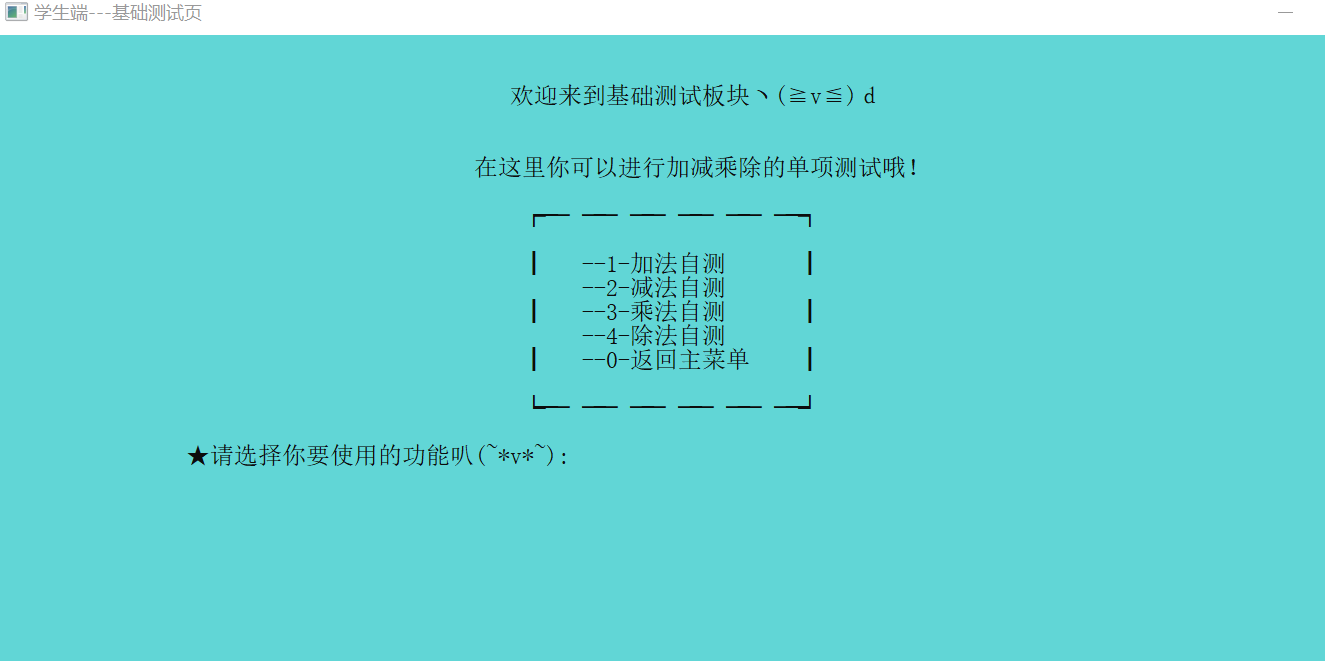 学生端---基础测试页
欢迎来到基础测试板块ヽ(≧v≦)d
在这里你可以进行加减乘除的单项测试哦!
--1-加法自测
--2-减法自测
--3-乘法自测
--4-除法自测
--0-返回主菜单
★请选择你要使用的功能叭(~*v*~):